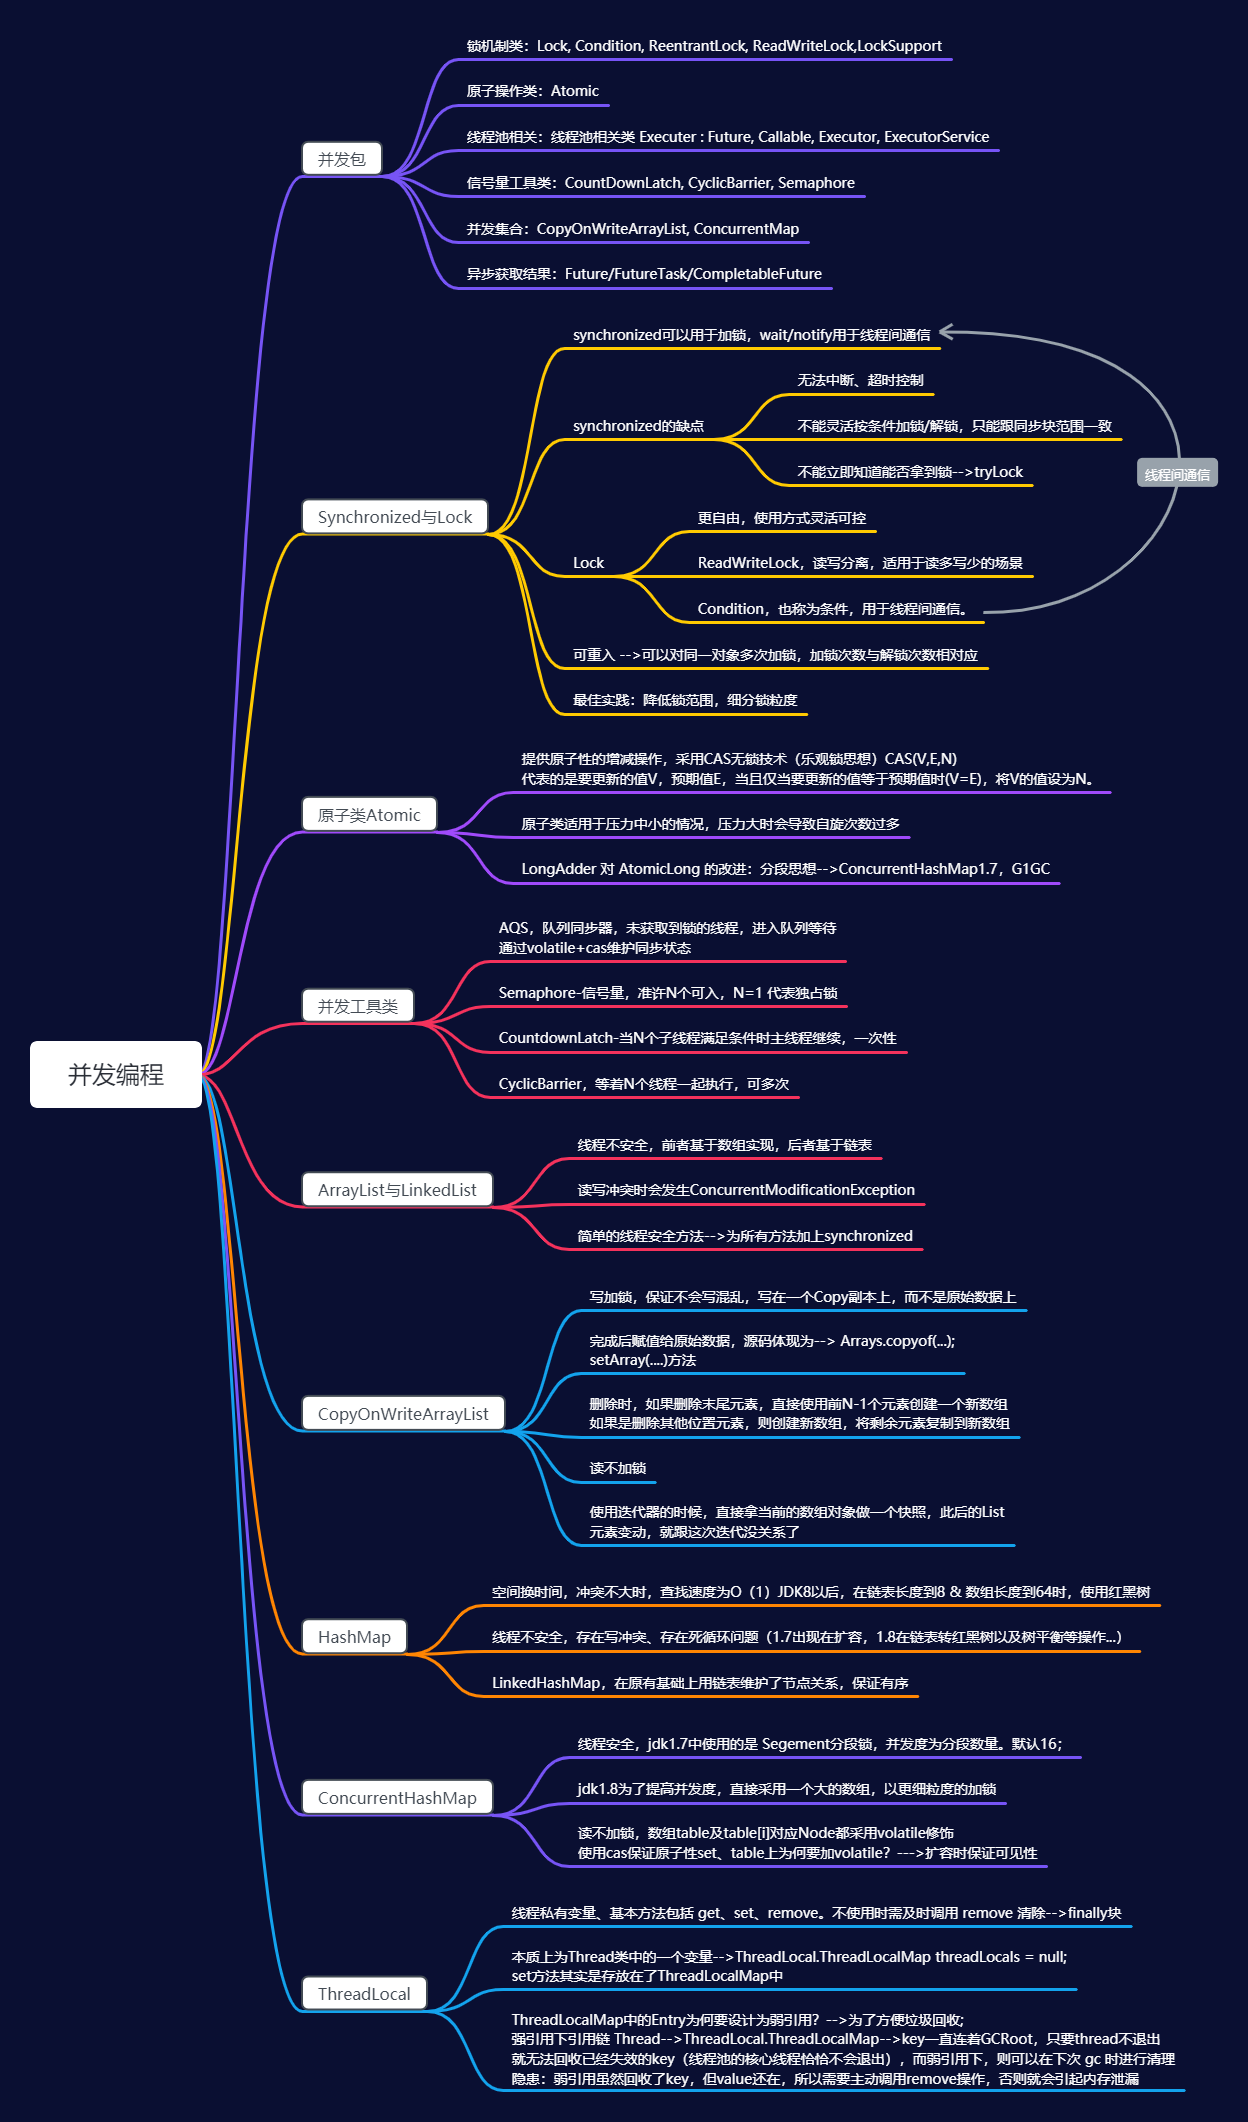 并发编程
并发包
锁机制类：Lock, Condition, ReentrantLock, ReadWriteLock,LockSupport
原子操作类：Atomic
线程池相关：线程池相关类 Executer : Future, Callable, Executor, ExecutorService
信号量工具类：CountDownLatch, CyclicBarrier, Semaphore
并发集合：CopyOnWriteArrayList, ConcurrentMap
异步获取结果：Future/FutureTask/CompletableFuture
Synchronized与Lock
synchronized可以用于加锁，wait/notify用于线程间通信
synchronized的缺点
无法中断、超时控制
不能灵活按条件加锁/解锁，只能跟同步块范围一致
不能立即知道能否拿到锁-->tryLock
线程间通信
Lock
更自由，使用方式灵活可控
ReadWriteLock，读写分离，适用于读多写少的场景
Condition，也称为条件，用于线程间通信。
可重入 -->可以对同一对象多次加锁，加锁次数与解锁次数相对应
最佳实践：降低锁范围，细分锁粒度
原子类Atomic
提供原子性的增减操作，采用CAS无锁技术（乐观锁思想）CAS(V,E,N)
代表的是要更新的值V，预期值E，当且仅当要更新的值等于预期值时(V=E)，将V的值设为N。
原子类适用于压力中小的情况，压力大时会导致自旋次数过多
LongAdder 对 AtomicLong 的改进：分段思想-->ConcurrentHashMap1.7，G1GC
并发工具类
AQS，队列同步器，未获取到锁的线程，进入队列等待
通过volatile+cas维护同步状态
Semaphore-信号量，准许N个可入，N=1 代表独占锁
CountdownLatch-当N个子线程满足条件时主线程继续，一次性
CyclicBarrier，等着N个线程一起执行，可多次
ArrayList与LinkedList
线程不安全，前者基于数组实现，后者基于链表
读写冲突时会发生ConcurrentModificationException
简单的线程安全方法-->为所有方法加上synchronized
CopyOnWriteArrayList
写加锁，保证不会写混乱，写在一个Copy副本上，而不是原始数据上
完成后赋值给原始数据，源码体现为--> Arrays.copyof(...);
setArray(....)方法
删除时，如果删除末尾元素，直接使用前N-1个元素创建一个新数组
如果是删除其他位置元素，则创建新数组，将剩余元素复制到新数组
读不加锁
使用迭代器的时候，直接拿当前的数组对象做一个快照，此后的List
元素变动，就跟这次迭代没关系了
HashMap
空间换时间，冲突不大时，查找速度为O（1）JDK8以后，在链表长度到8 & 数组长度到64时，使用红黑树
线程不安全，存在写冲突、存在死循环问题（1.7出现在扩容，1.8在链表转红黑树以及树平衡等操作...）
LinkedHashMap，在原有基础上用链表维护了节点关系，保证有序
ConcurrentHashMap
线程安全，jdk1.7中使用的是 Segement分段锁，并发度为分段数量。默认16；
jdk1.8为了提高并发度，直接采用一个大的数组，以更细粒度的加锁
读不加锁，数组table及table[i]对应Node都采用volatile修饰
使用cas保证原子性set、table上为何要加volatile？--->扩容时保证可见性
ThreadLocal
线程私有变量、基本方法包括 get、set、remove。不使用时需及时调用 remove 清除-->finally块
本质上为Thread类中的一个变量-->ThreadLocal.ThreadLocalMap threadLocals = null;
set方法其实是存放在了ThreadLocalMap中
ThreadLocalMap中的Entry为何要设计为弱引用？-->为了方便垃圾回收;
强引用下引用链 Thread-->ThreadLocal.ThreadLocalMap-->key一直连着GCRoot，只要thread不退出
就无法回收已经失效的key（线程池的核心线程恰恰不会退出），而弱引用下，则可以在下次 gc 时进行清理
隐患：弱引用虽然回收了key，但value还在，所以需要主动调用remove操作，否则就会引起内存泄漏